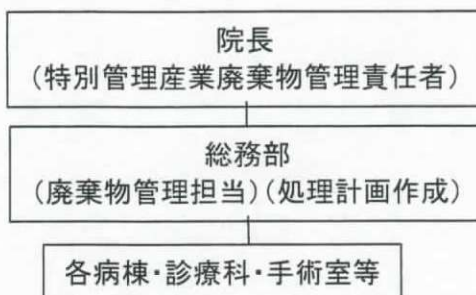 院長
(特別管理産業廃棄物管理責任者)
総務部
(廃棄物管理担当)(処理計画作成)
各病棟・診療科・手術室等